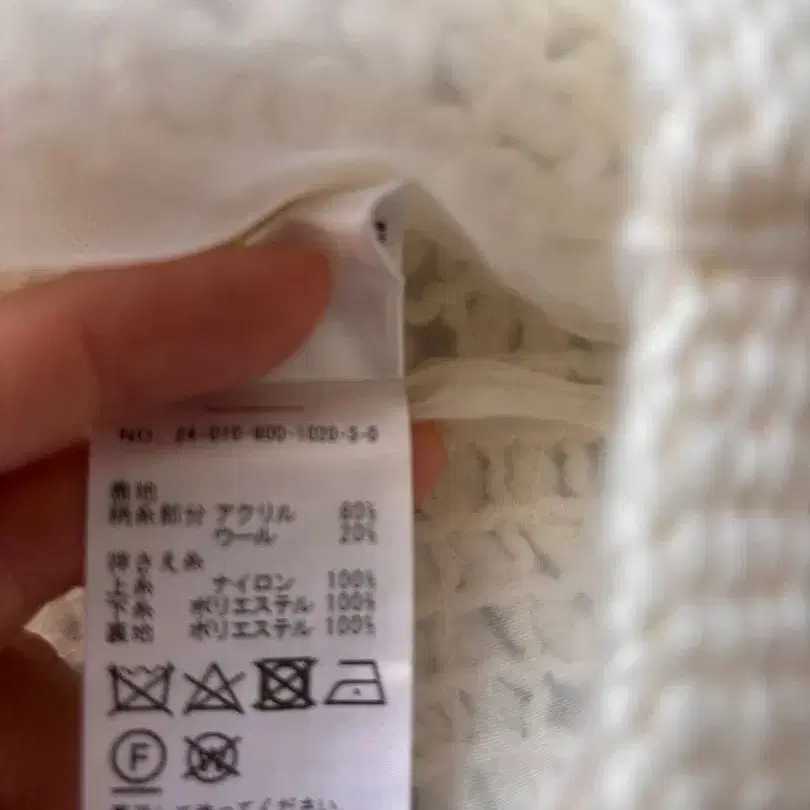 NO. 24-010-900-1020-3-0
表地
柄糸部分 アクリル 80%
ウール 20%
押さえ糸
上糸 ナイロン 100%
下糸 ポリエステル 100%
裏地 ポリエステル 100%
F
W